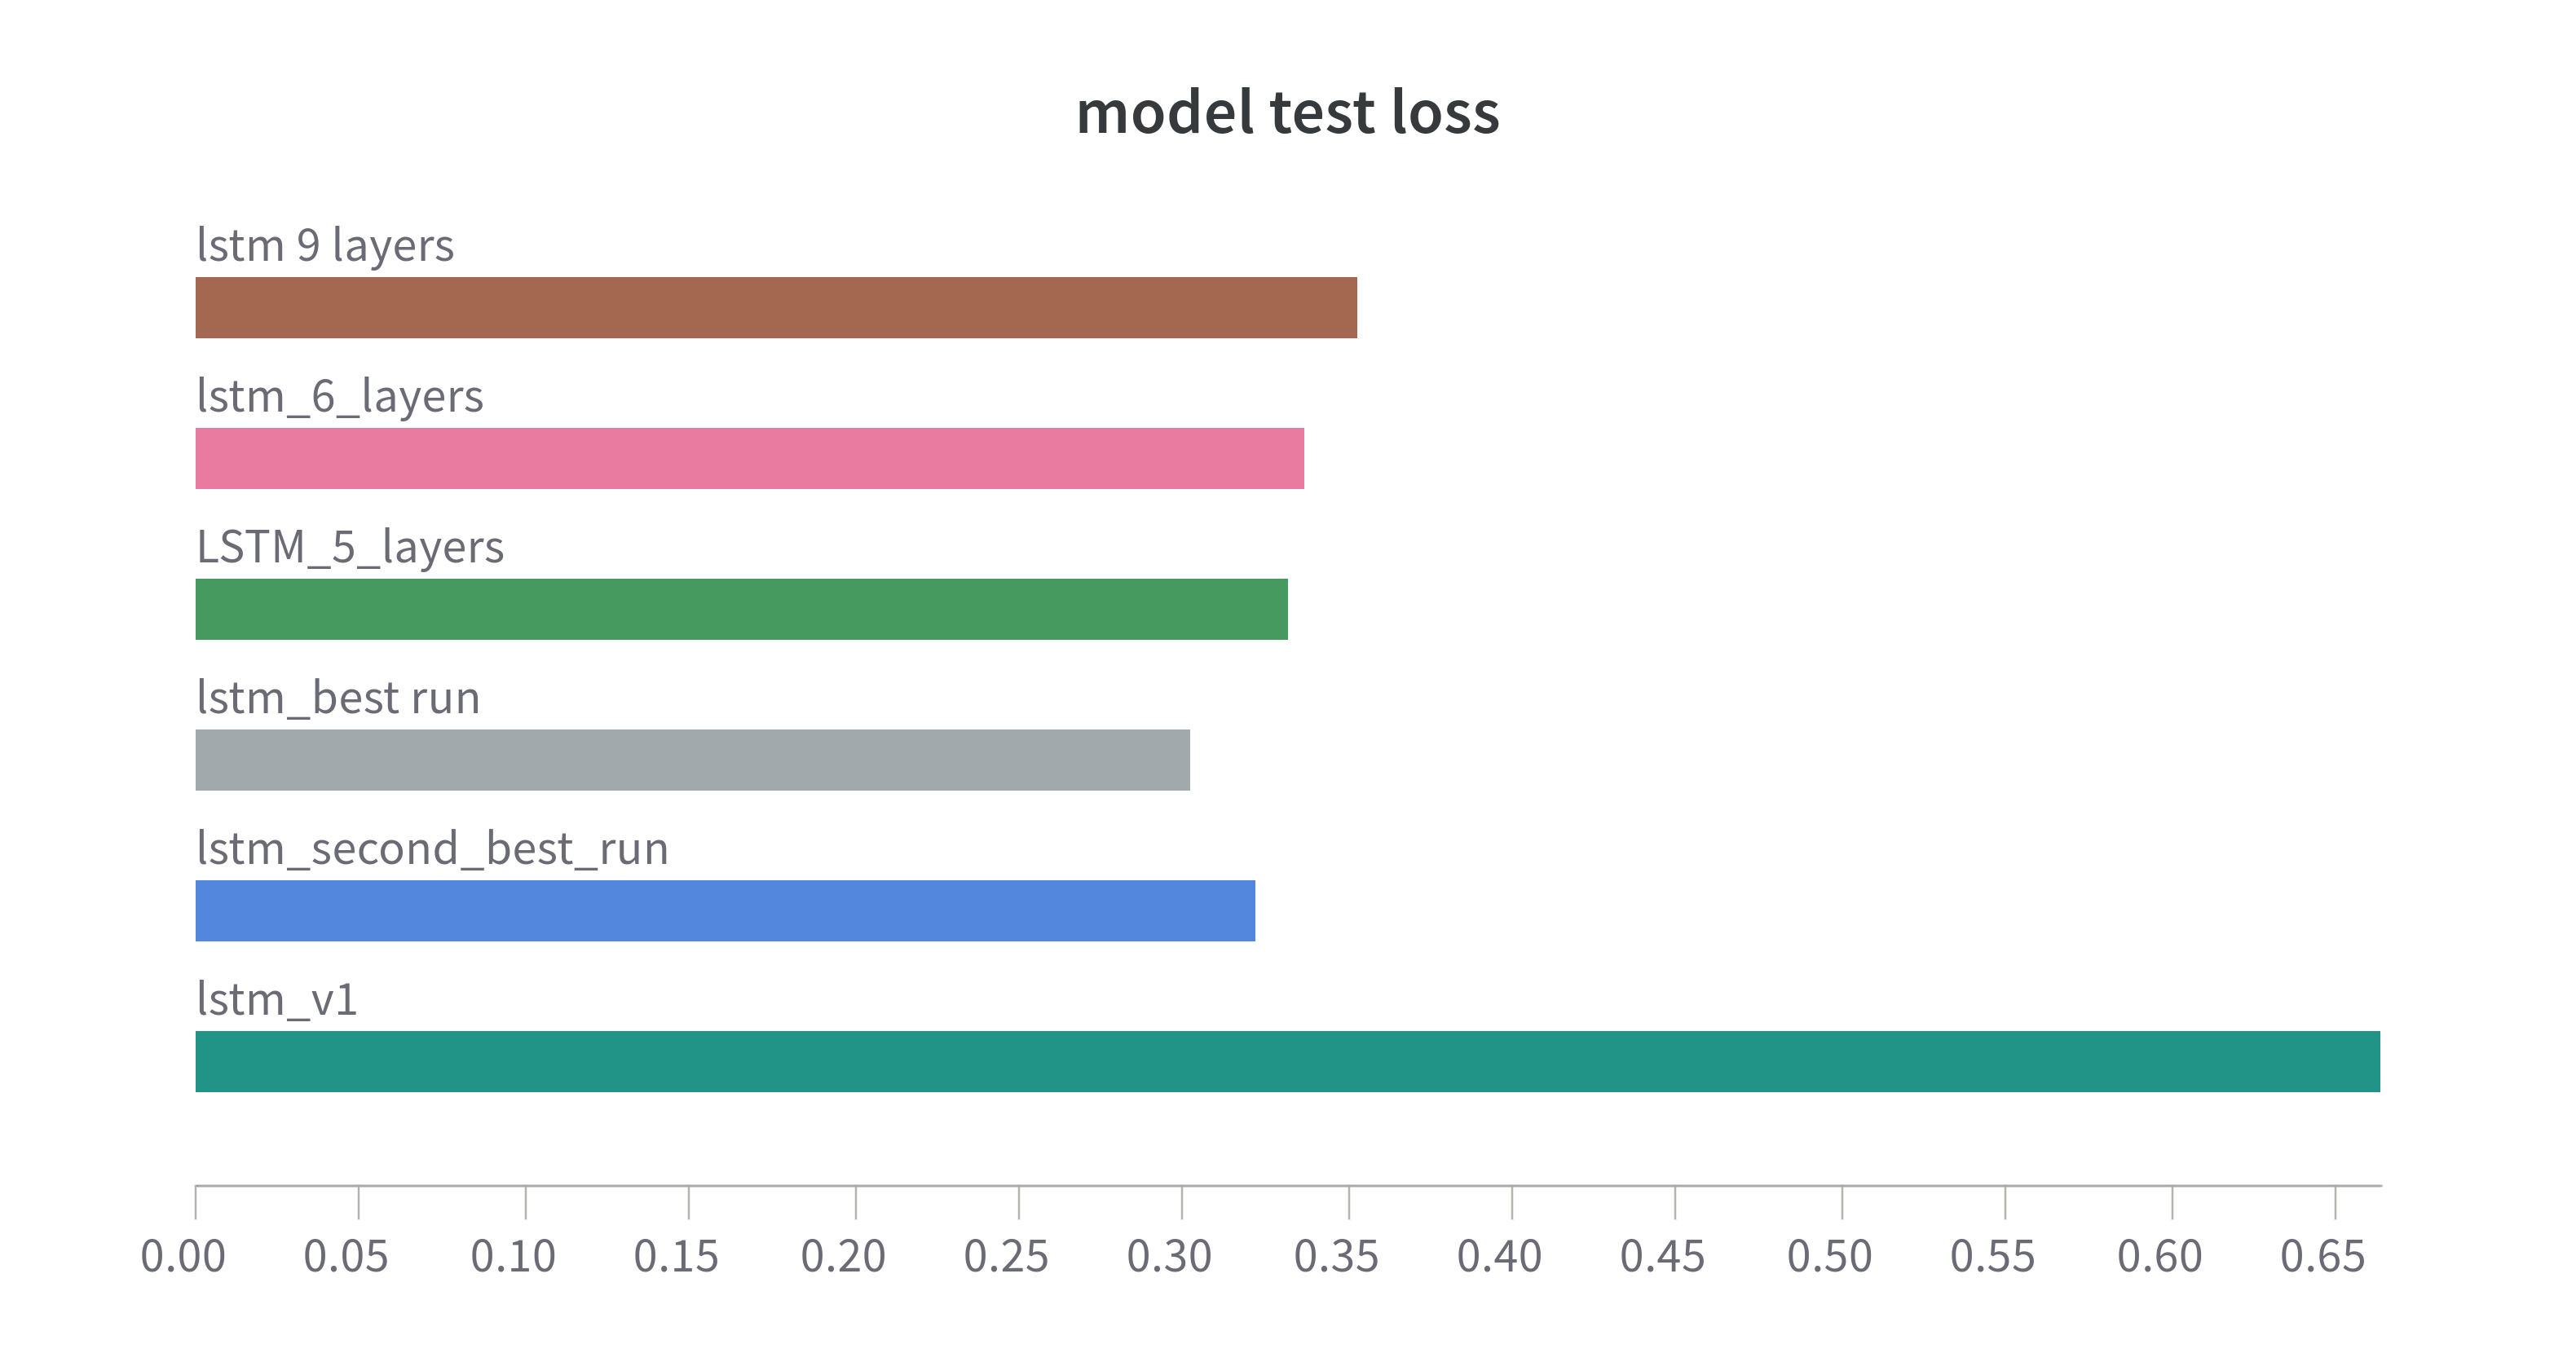 model test loss
lstm 9 layers
lstm_6_layers
LSTM_5_layers
lstm_best run
lstm_second_best_run
lstm_v1
0.00 0.05 0.10 0.15 0.20 0.25 0.30 0.35 0.40 0.45 0.50 0.55 0.60 0.65